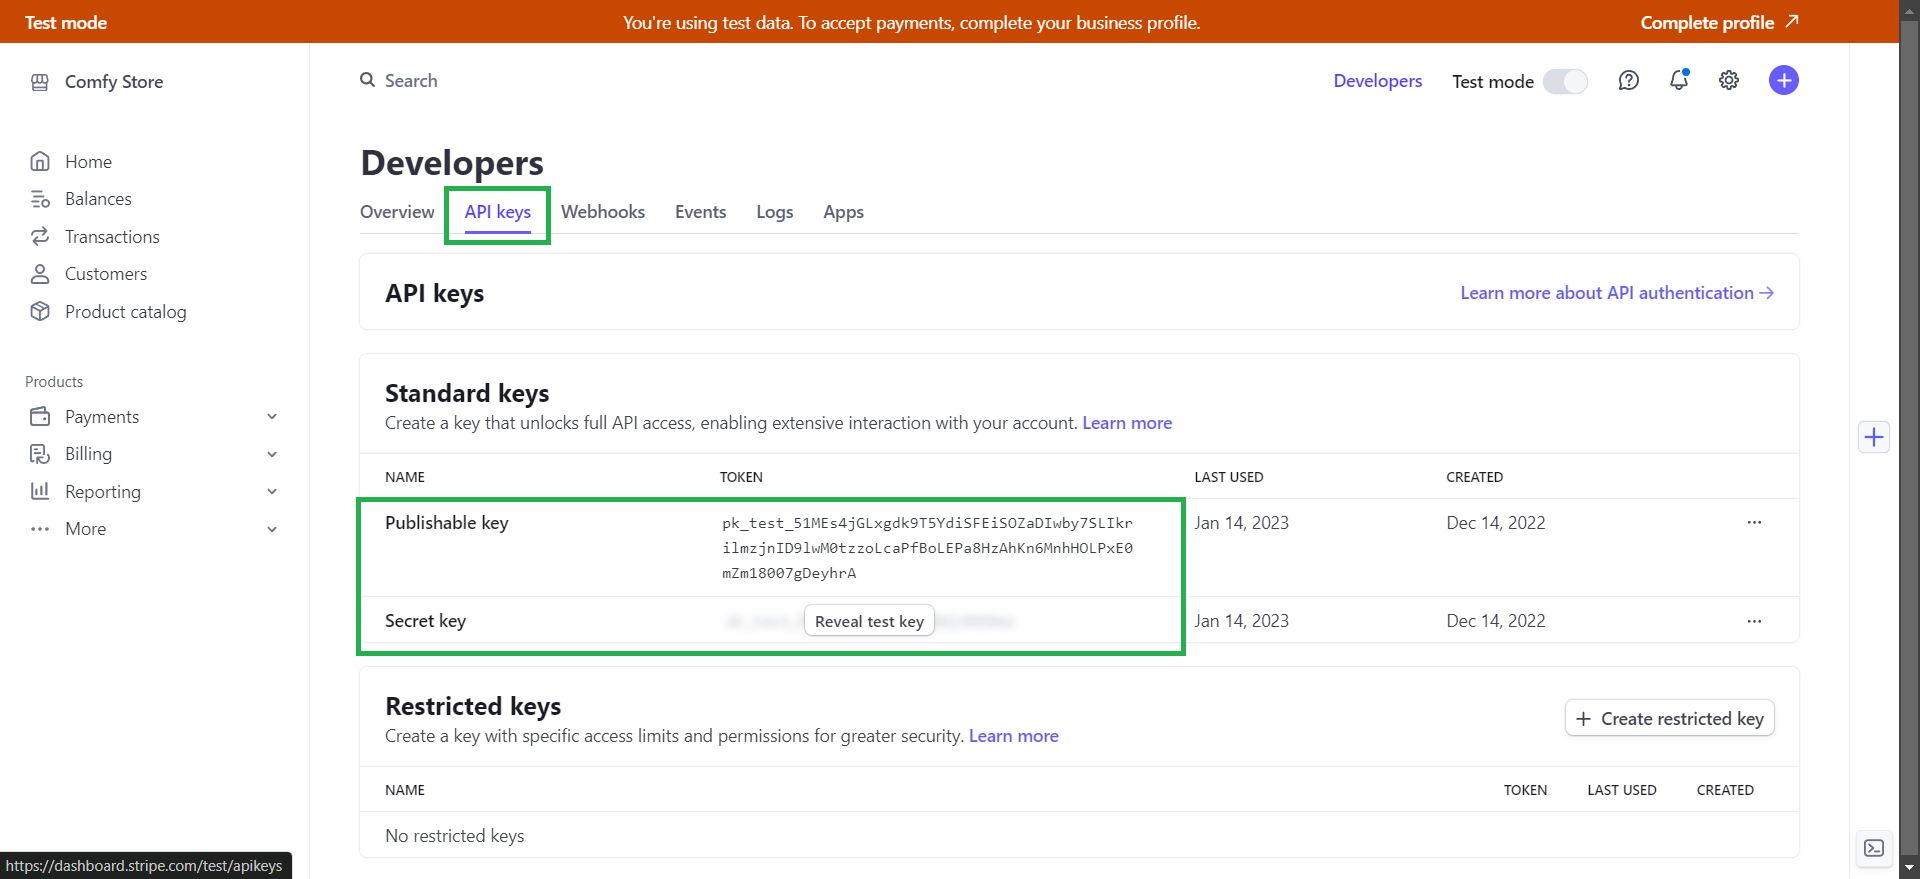 Test mode
You're using test data. To accept payments, complete your business profile.
Complete profile
Comfy Store
Search
Developers
Test mode
Home
Balances
Transactions
Customers
Product catalog
Products
Payments
Billing
Reporting
More
Developers
Overview
API keys
Webhooks
Events
Logs
Apps
API keys
Learn more about API authentication
Standard keys
Create a key that unlocks full API access, enabling extensive interaction with your account. Learn more
NAME TOKEN LAST USED CREATED
Publishable key
pk_test_51MEs4jGLxgdk9T5YdiSFEiSOZaDIwby7SLIkr
ilmzjnID9lwM0tzzoLcaPfBoLEPa8HzAhKn6MnhHOLPxE0
mZm18007gDeyhrA
Jan 14, 2023
Dec 14, 2022
Secret key
Reveal test key
Jan 14, 2023
Dec 14, 2022
Restricted keys
Create a key with specific access limits and permissions for greater security. Learn more
Create restricted key
NAME TOKEN LAST USED CREATED
No restricted keys
https://dashboard.stripe.com/test/apikeys